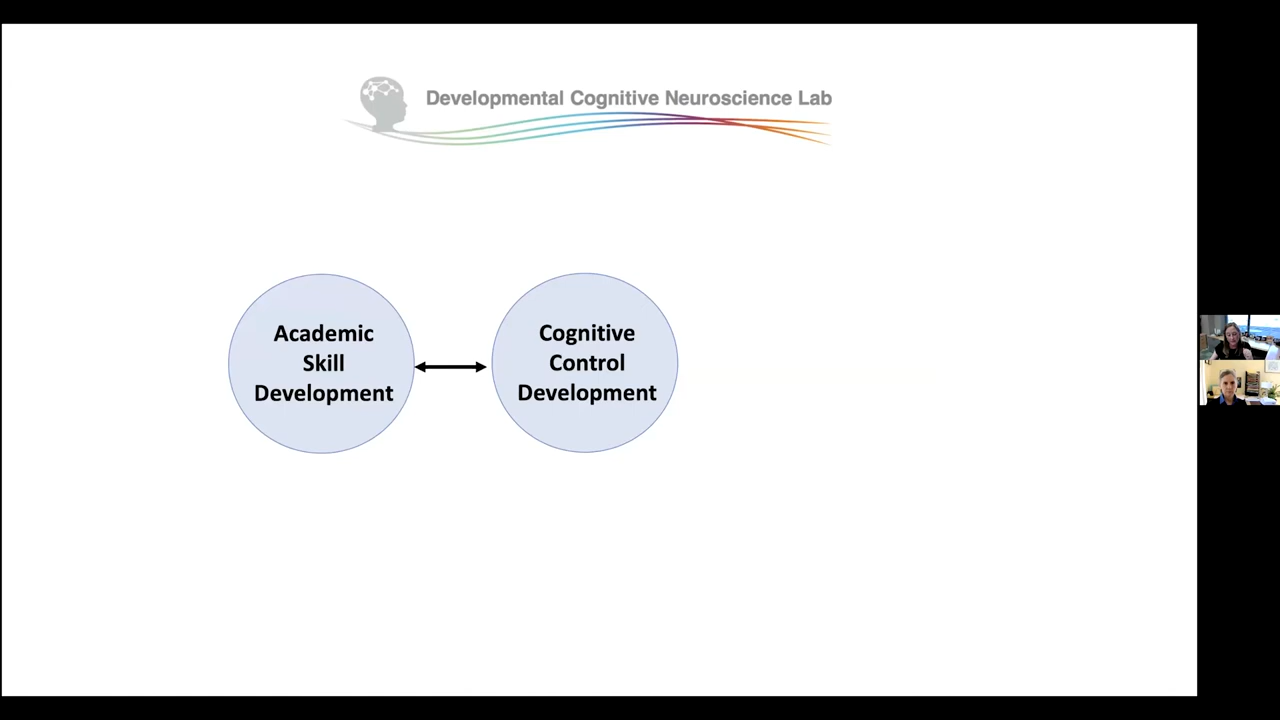 Developmental Cognitive Neuroscience Lab
Academic
Skill
Development
Cognitive
Control
Development